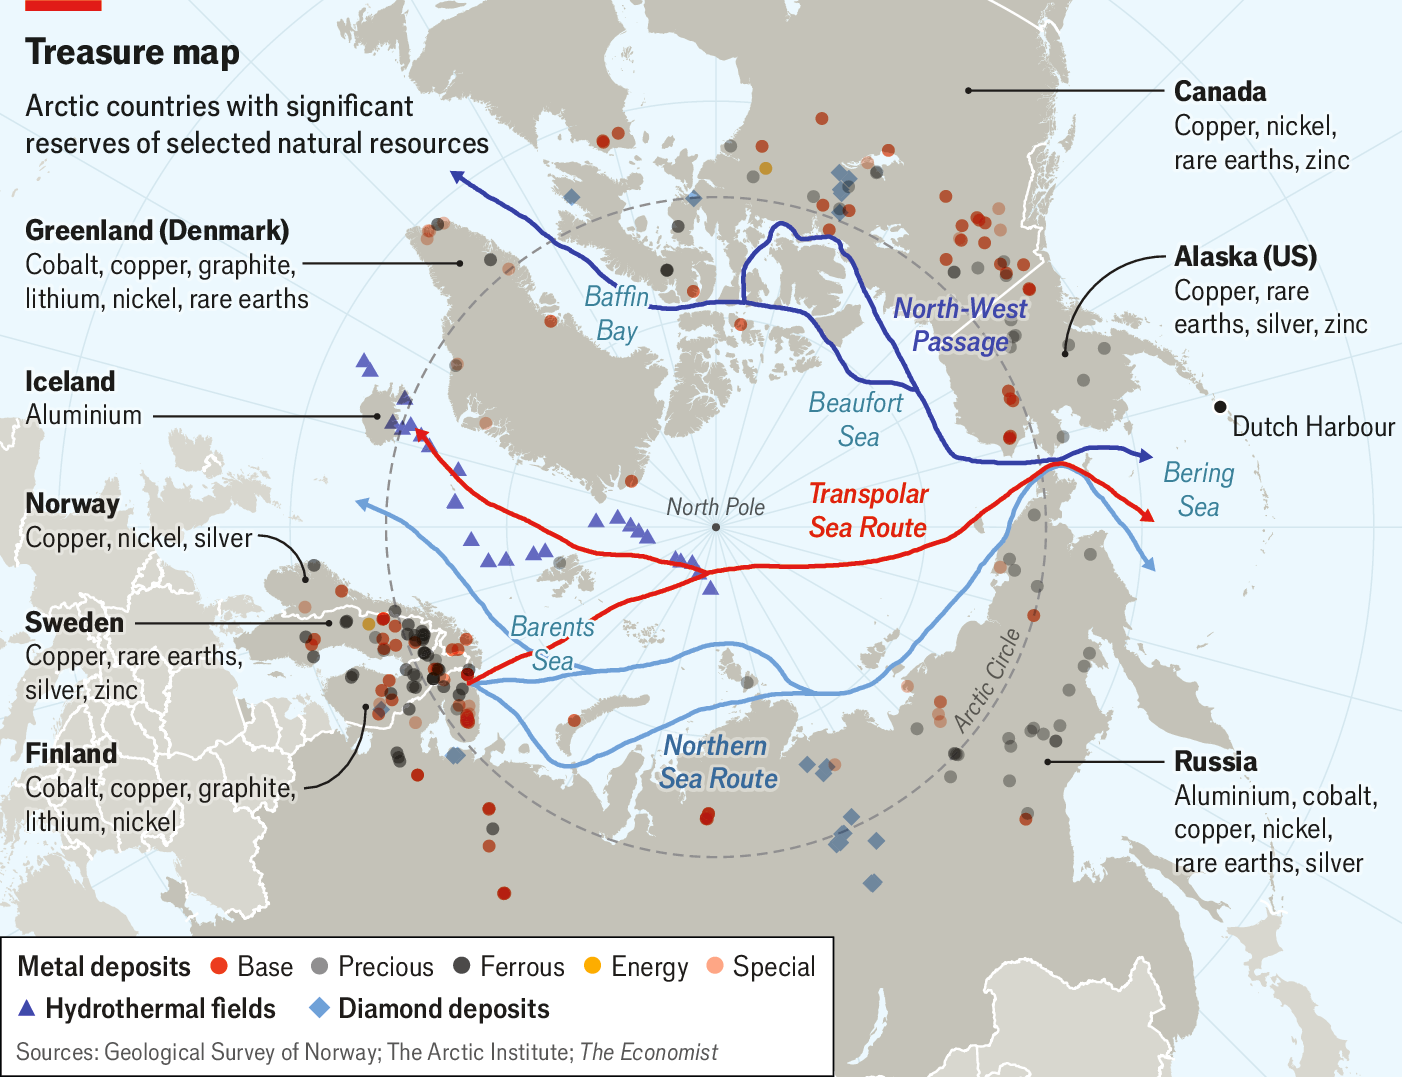 Treasure map
Arctic countries with significant
reserves of selected natural resources
Canada
Copper, nickel,
rare earths, zinc
Greenland (Denmark)
Cobalt, copper, graphite,
lithium, nickel, rare earths
Alaska (US)
Copper, rare
earths, silver, zinc
Baffin
Bay
North-West
Passage
Iceland
Aluminium
Beaufort
Sea
Dutch Harbour
Bering
Sea
Norway
Copper, nickel, silver
North Pole
Transpolar
Sea Route
Sweden
Copper, rare earths,
silver, zinc
Barents
Sea
Arctic Circle
Finland
Cobalt, copper, graphite,
lithium, nickel
Northern
Sea Route
Russia
Aluminium, cobalt,
copper, nickel,
rare earths, silver
Metal deposits Base Precious Ferrous Energy Special
Hydrothermal fields Diamond deposits
Sources: Geological Survey of Norway; The Arctic Institute; The Economist